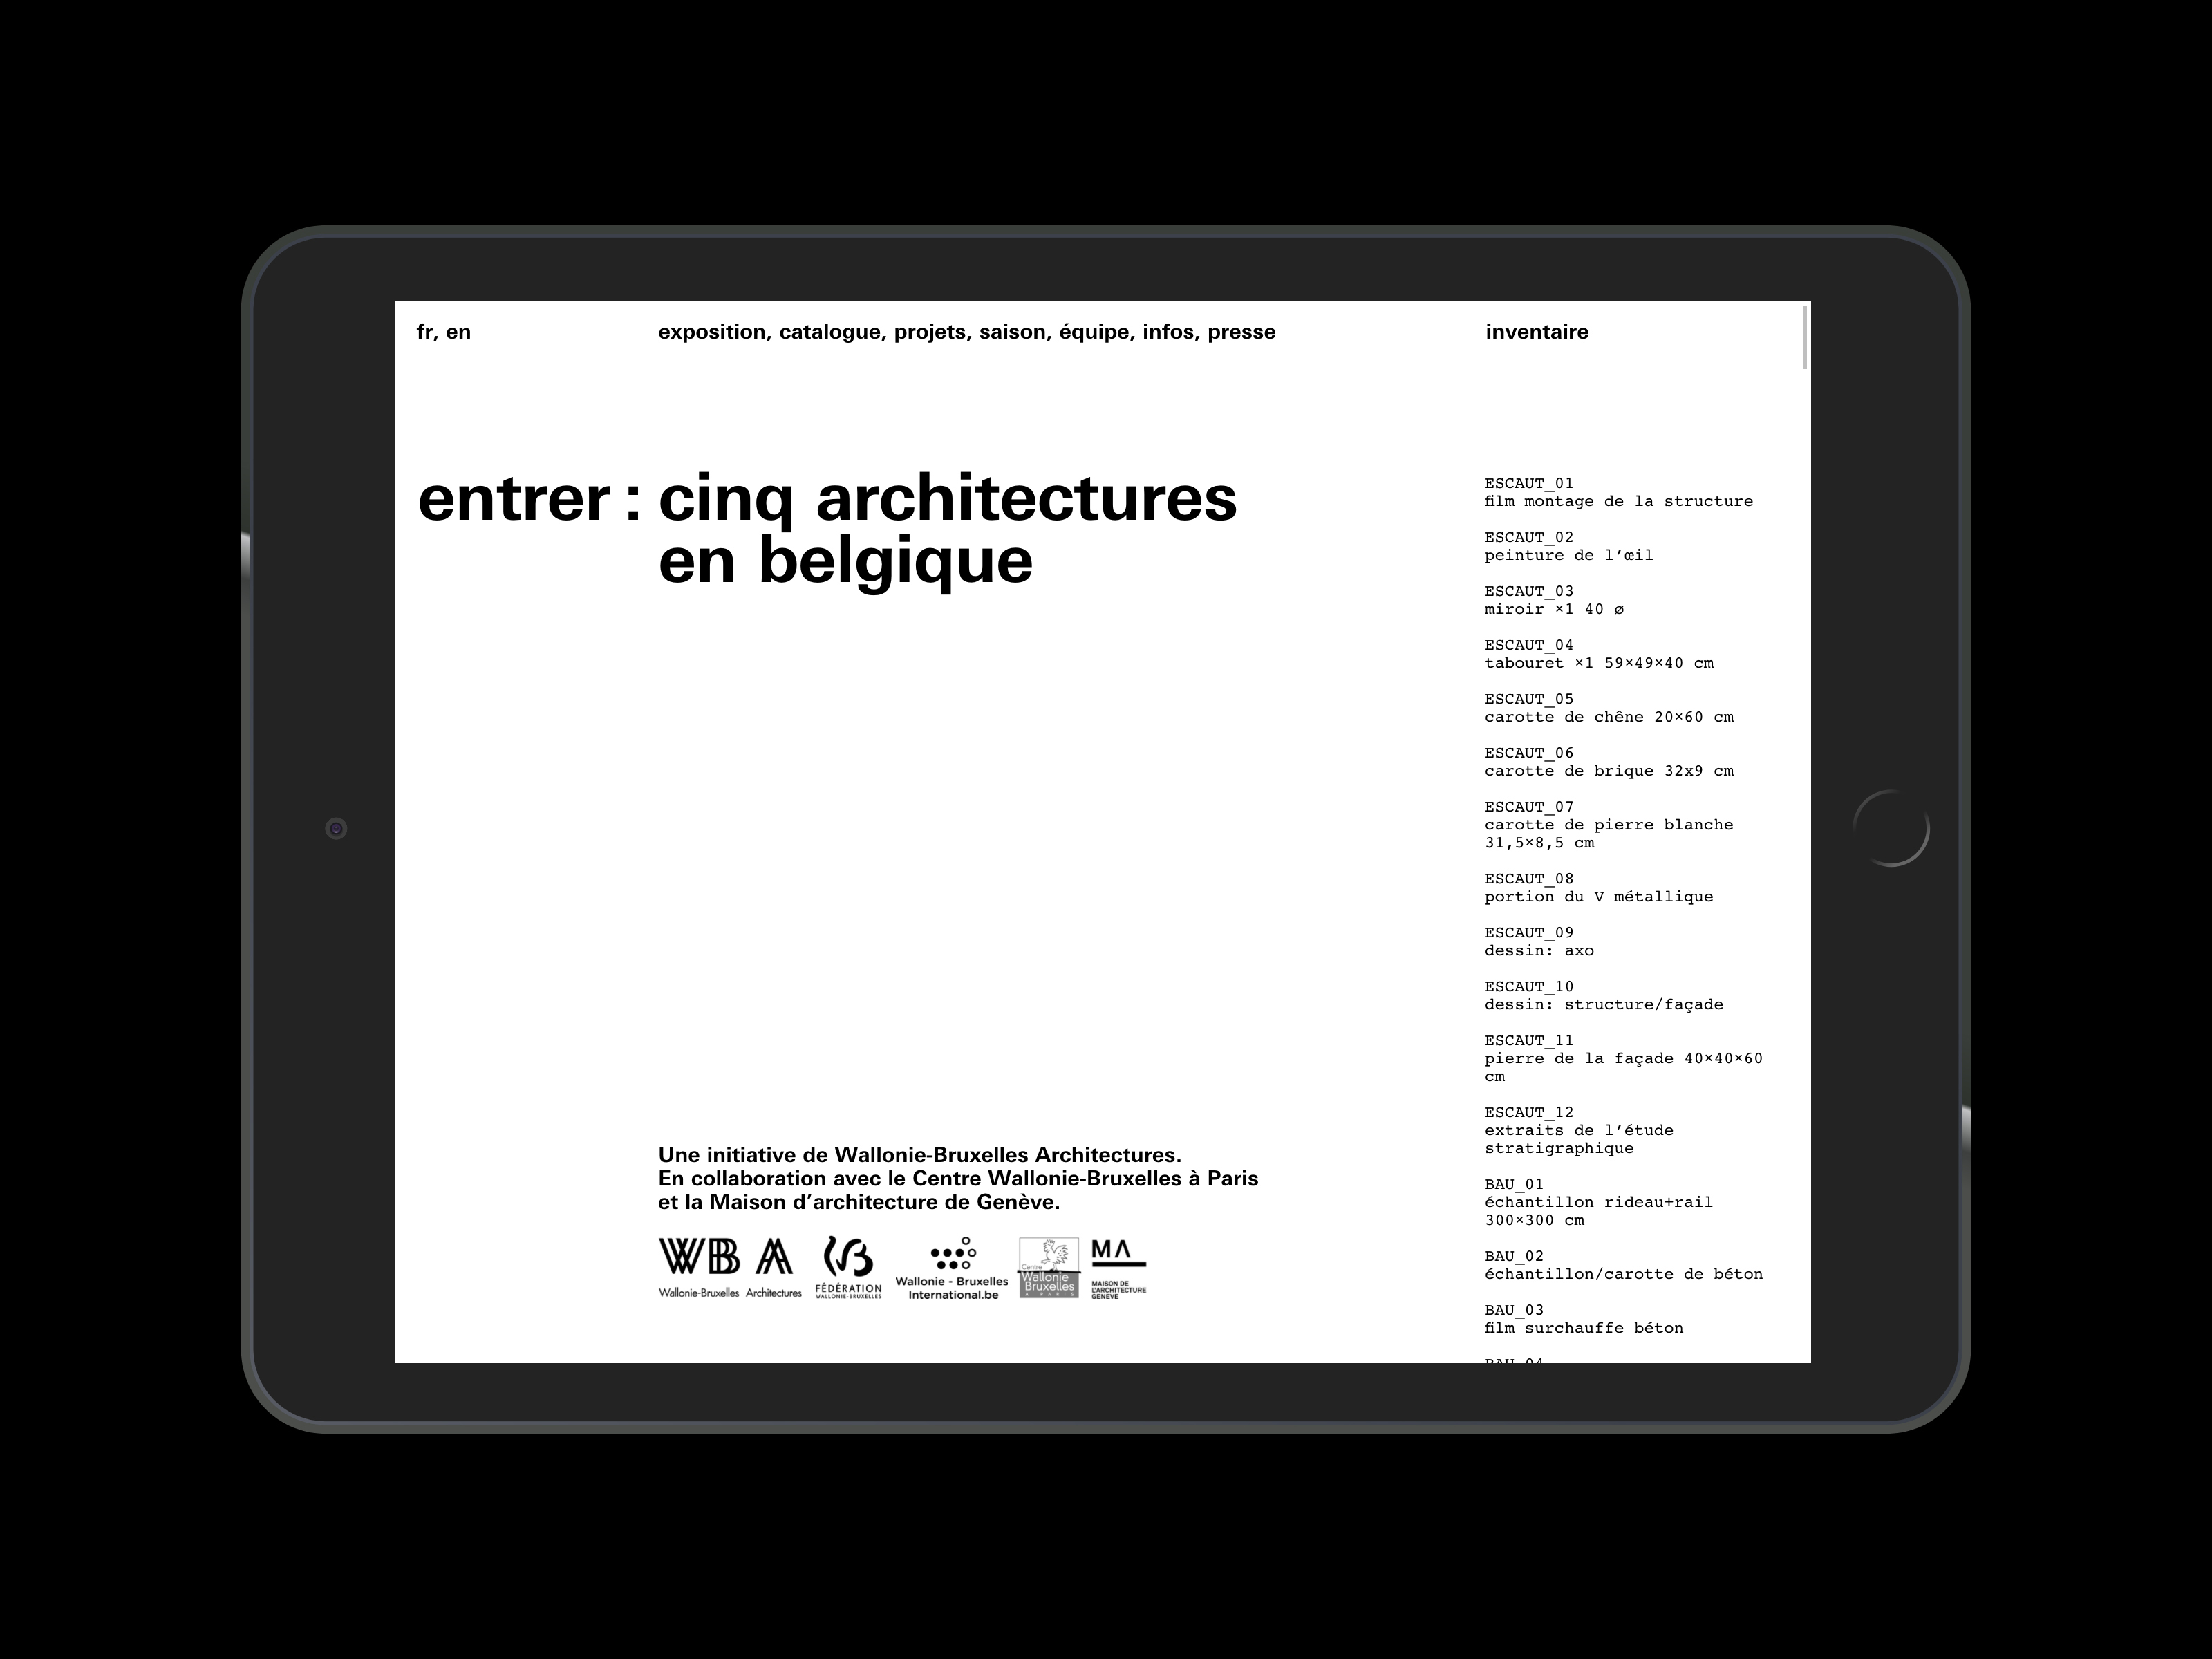 fr, en
exposition, catalogue, projets, saison, équipe, infos, presse
inventaire
entrer : cinq architectures
en belgique
Une initiative de Wallonie-Bruxelles Architectures.
En collaboration avec le Centre Wallonie-Bruxelles à Paris
et la Maison d’architecture de Genève.
WB A
Wallonie-Bruxelles Architectures
FÉDÉRATION
WALLONIE-BRUXELLES
Wallonie - Bruxelles
International.be
Centre
Wallonie
Bruxelles
À PARIS
MA
MAISON DE
L'ARCHITECTURE
GENÈVE
ESCAUT_01
film montage de la structure
ESCAUT_02
peinture de l’œil
ESCAUT_03
miroir ×1 40 ø
ESCAUT_04
tabouret ×1 59×49×40 cm
ESCAUT_05
carotte de chêne 20×60 cm
ESCAUT_06
carotte de brique 32x9 cm
ESCAUT_07
carotte de pierre blanche
31,5×8,5 cm
ESCAUT_08
portion du V métallique
ESCAUT_09
dessin: axo
ESCAUT_10
dessin: structure/façade
ESCAUT_11
pierre de la façade 40×40×60
cm
ESCAUT_12
extraits de l’étude
stratigraphique
BAU_01
échantillon rideau+rail
300×300 cm
BAU_02
échantillon/carotte de béton
BAU_03
film surchauffe béton
BAU_04